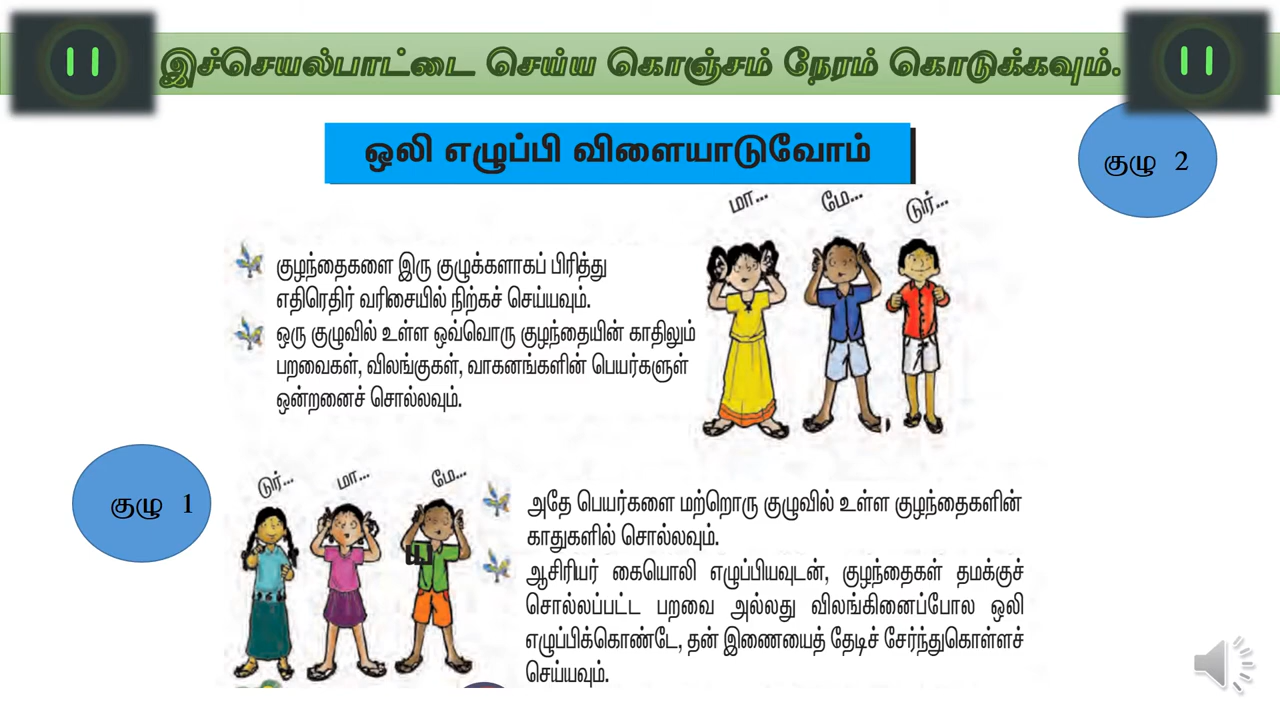 இச்செயல்பாட்டை செய்ய கொஞ்சம் நேரம் கொடுக்கவும்.
ஒலி எழுப்பி விளையாடுவோம்
குழு 2
மா... மே... டுர்...
குழந்தைகளை இரு குழுக்களாகப் பிரித்து
எதிரெதிர் வரிசையில் நிற்கச் செய்யவும்.
ஒரு குழுவில் உள்ள ஒவ்வொரு குழந்தையின் காதிலும்
பறவைகள், விலங்குகள், வாகனங்களின் பெயர்களுள்
ஒன்றனைச் சொல்லவும்.
குழு 1
டுர்... மா... மே...
ய
அதே பெயர்களை மற்றொரு குழுவில் உள்ள குழந்தைகளின்
காதுகளில் சொல்லவும்.
ஆசிரியர் கையொலி எழுப்பியவுடன், குழந்தைகள் தமக்குச்
சொல்லப்பட்ட பறவை அல்லது விலங்கினைப்போல ஒலி
எழுப்பிக்கொண்டே, தன் இணையைத் தேடிச் சேர்ந்துகொள்ளச்
செய்யவும்.